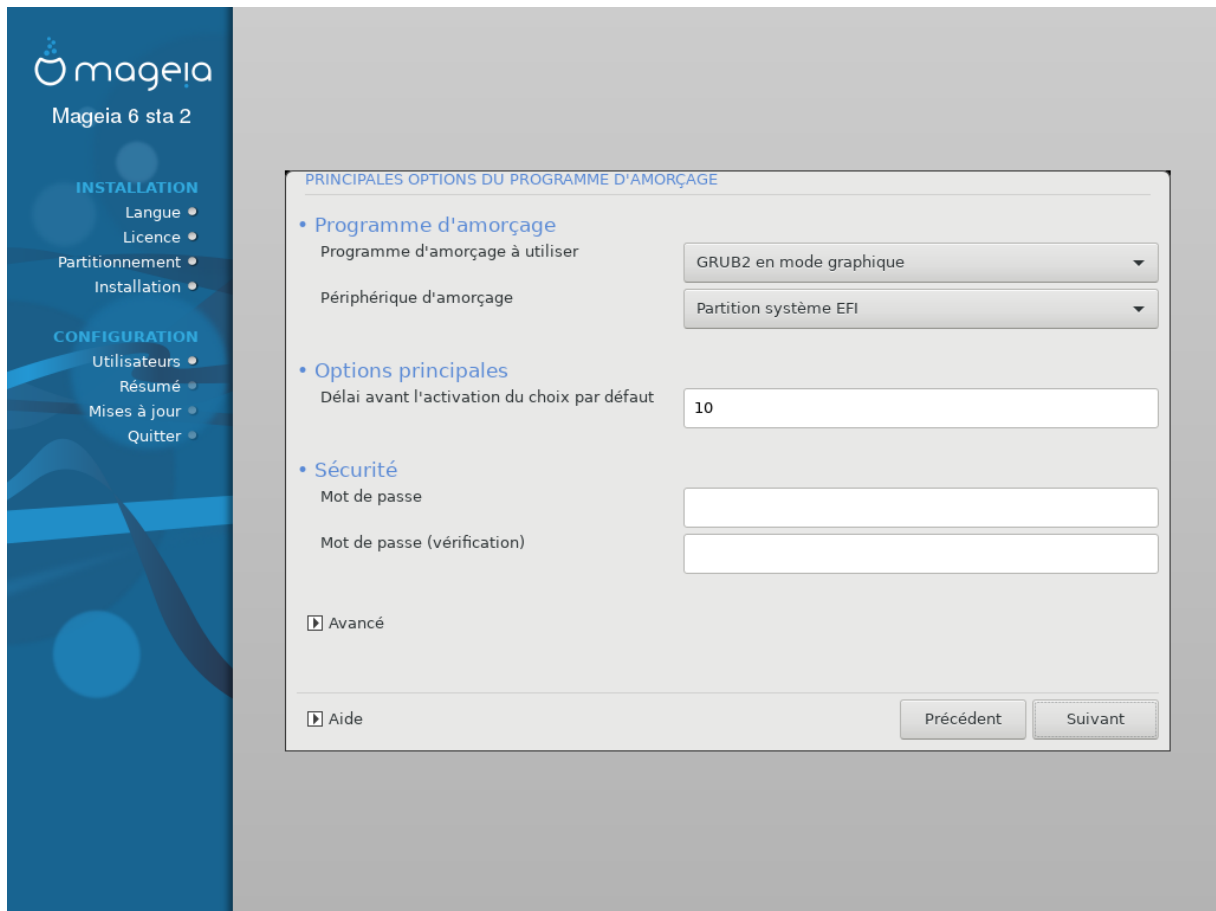 mageia
Mageia 6 sta 2
INSTALLATION
Langue
Licence
Partitionnement
Installation
CONFIGURATION
Utilisateurs
Résumé
Mises à jour
Quitter
PRINCIPALES OPTIONS DU PROGRAMME D'AMORÇAGE
• Programme d'amorçage
Programme d'amorçage à utiliser
GRUB2 en mode graphique
Périphérique d'amorçage
Partition système EFI
• Options principales
Délai avant l'activation du choix par défaut
10
• Sécurité
Mot de passe
Mot de passe (vérification)
Avancé
Aide
Précédent
Suivant